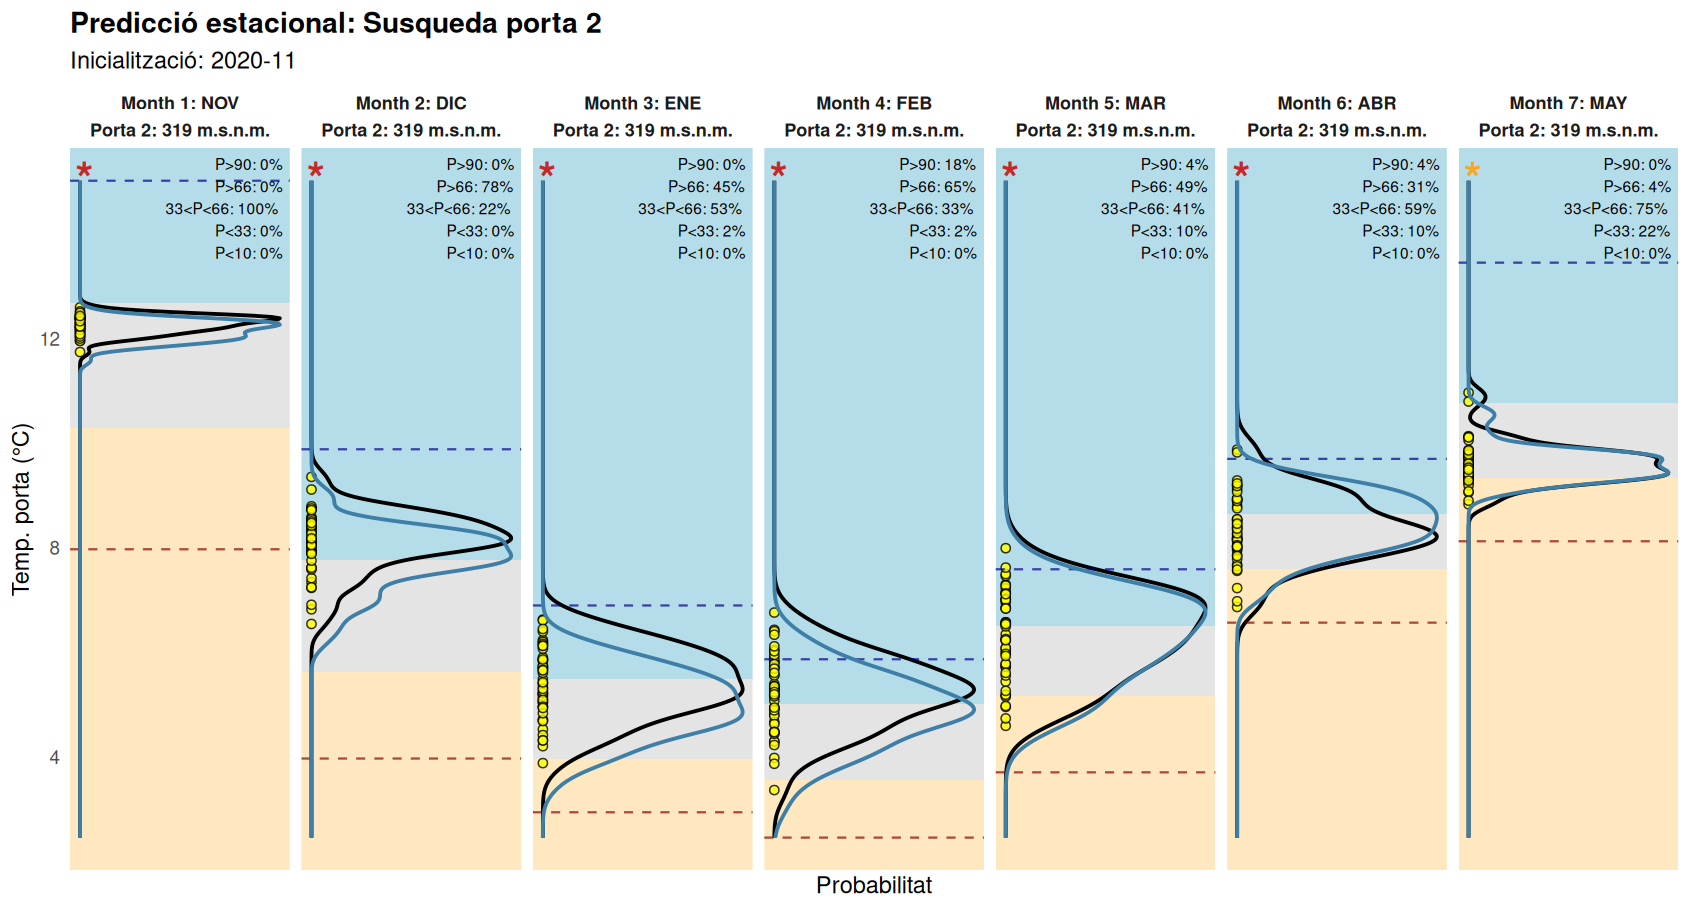 Predicció estacional: Susqueda porta 2
Inicialització: 2020-11
Month 1: NOV
Porta 2: 319 m.s.n.m.
Month 2: DIC
Porta 2: 319 m.s.n.m.
Month 3: ENE
Porta 2: 319 m.s.n.m.
Month 4: FEB
Porta 2: 319 m.s.n.m.
Month 5: MAR
Porta 2: 319 m.s.n.m.
Month 6: ABR
Porta 2: 319 m.s.n.m.
Month 7: MAY
Porta 2: 319 m.s.n.m.
*
P>90: 0%
P>66: 0%
33<P<66: 100%
P<33: 0%
P<10: 0%
*
P>90: 0%
P>66: 78%
33<P<66: 22%
P<33: 0%
P<10: 0%
*
P>90: 0%
P>66: 45%
33<P<66: 53%
P<33: 2%
P<10: 0%
*
P>90: 18%
P>66: 65%
33<P<66: 33%
P<33: 2%
P<10: 0%
*
P>90: 4%
P>66: 49%
33<P<66: 41%
P<33: 10%
P<10: 0%
*
P>90: 4%
P>66: 31%
33<P<66: 59%
P<33: 10%
P<10: 0%
*
P>90: 0%
P>66: 4%
33<P<66: 75%
P<33: 22%
P<10: 0%
12
8
4
Temp. porta (°C)
Probabilitat